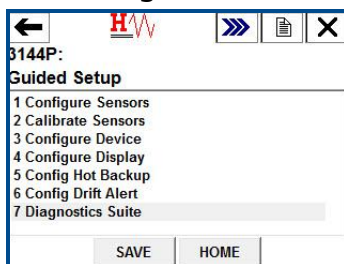 H
3144P:
Guided Setup
1 Configure Sensors
2 Calibrate Sensors
3 Configure Device
4 Configure Display
5 Config Hot Backup
6 Config Drift Alert
7 Diagnostics Suite
SAVE HOME